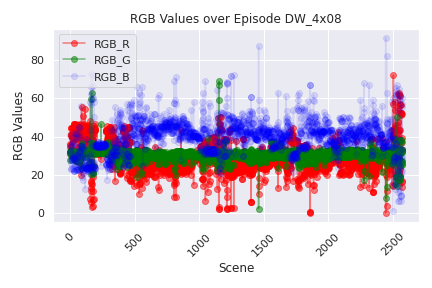 RGB Values over Episode DW_4x08
RGB_R
RGB_G
RGB_B
RGB Values
80
60
40
20
0
0
500
1000
1500
2000
2500
Scene